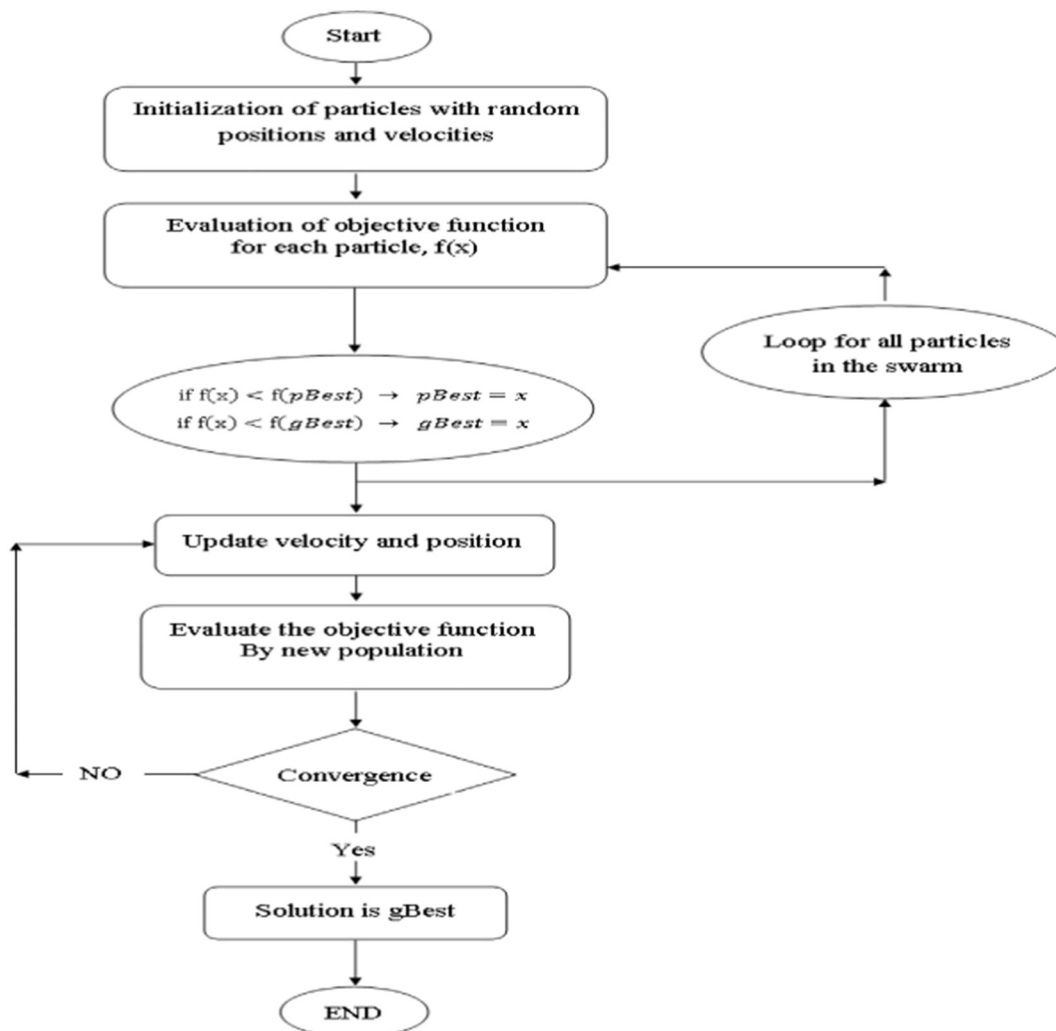 Start
Initialization of particles with random
positions and velocities
Evaluation of objective function
for each particle, f(x)
Loop for all particles
in the swarm
if f(x) < f(pBest) → pBest = x
if f(x) < f(gBest) → gBest = x
Update velocity and position
Evaluate the objective function
By new population
NO
Convergence
Yes
Solution is gBest
END